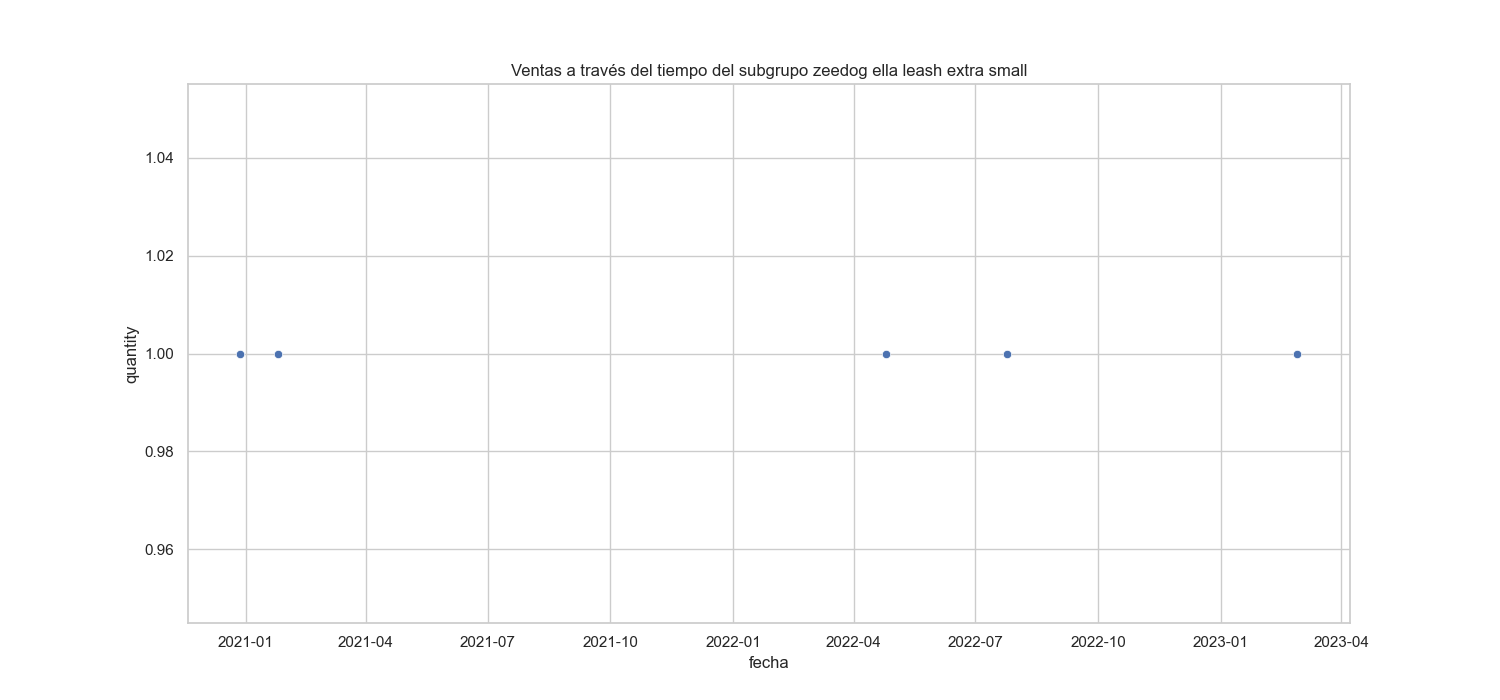 Ventas a través del tiempo del subgrupo zeedog ella leash extra small
1.04
1.02
1.00
0.98
0.96
quantity
2021-01 2021-04 2021-07 2021-10 2022-01 2022-04 2022-07 2022-10 2023-01 2023-04
fecha